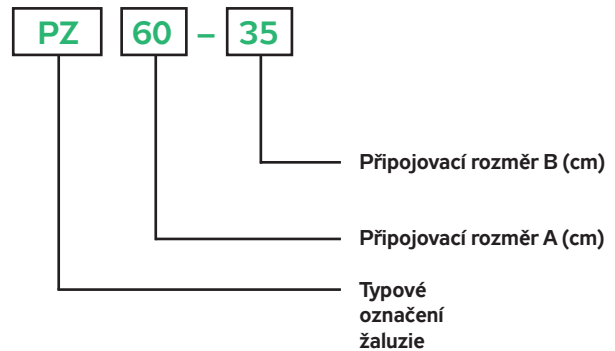 PZ 60 – 35
Připojovací rozměr B (cm)
Připojovací rozměr A (cm)
Typové
označení
žaluzie